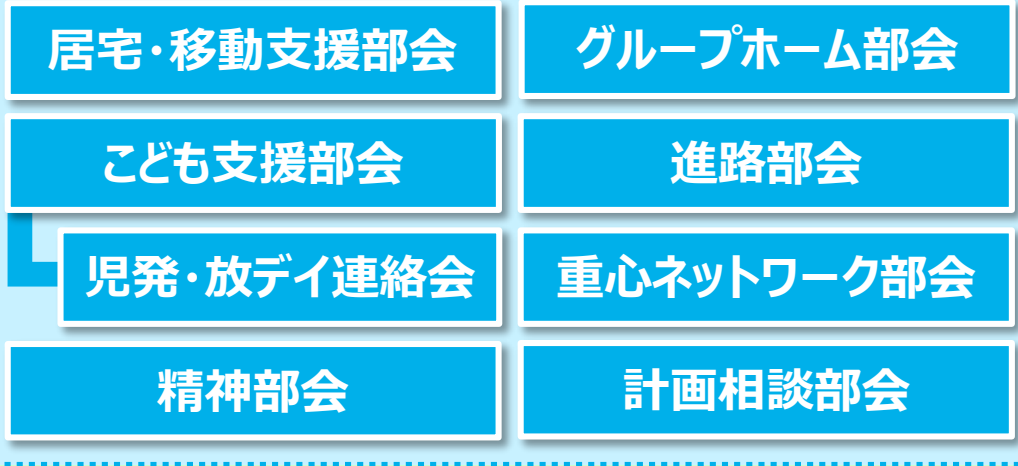 居宅・移動支援部会
グループホーム部会
こども支援部会
進路部会
児発・放デイ連絡会
重心ネットワーク部会
精神部会
計画相談部会